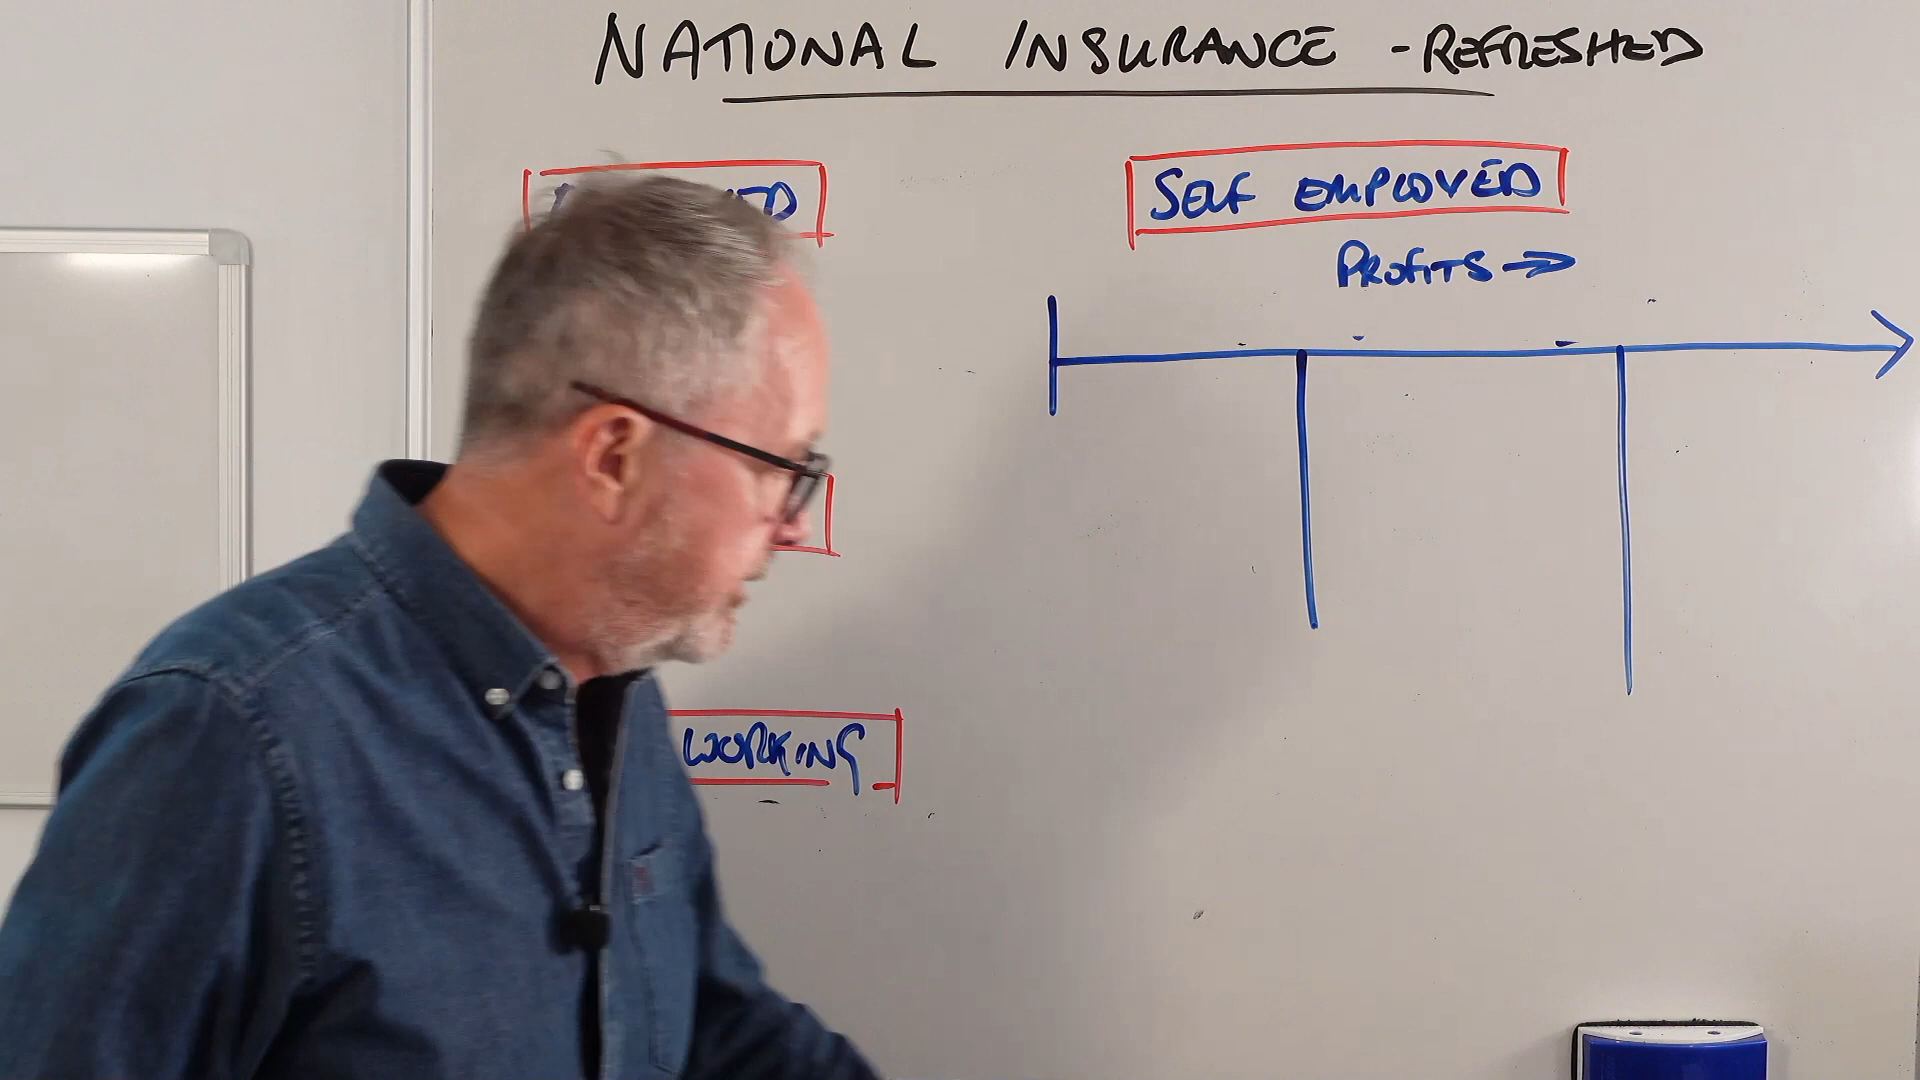 NATIONAL INSURANCE - REFRESHED
SELF EMPLOYED
PROFITS →
WORKING